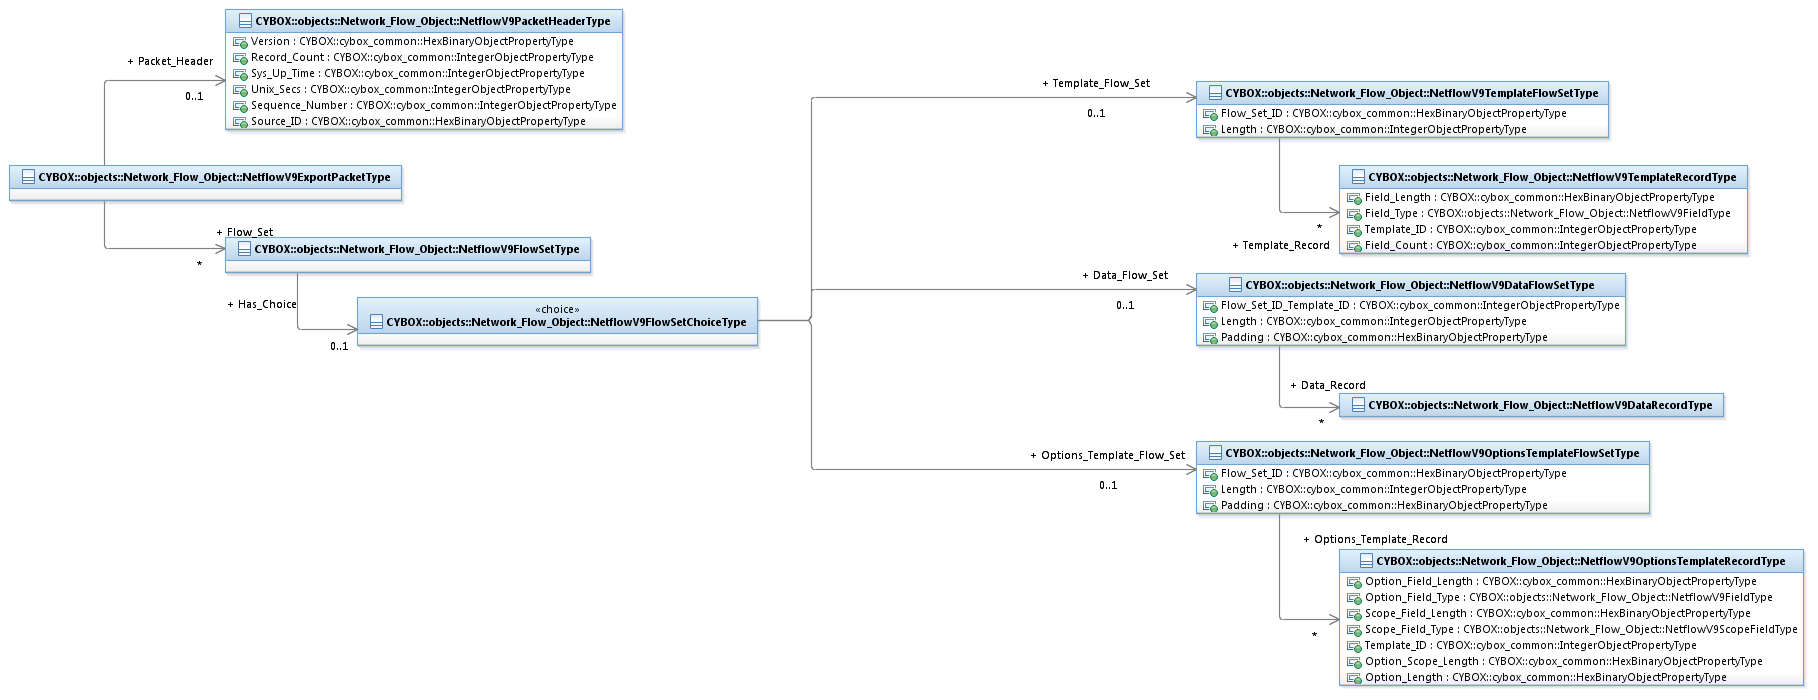 CYBOX::objects::Network_Flow_Object::NetflowV9PacketHeaderType
Version : CYBOX::cybox_common::HexBinaryObjectPropertyType
Record_Count : CYBOX::cybox_common::IntegerObjectPropertyType
Sys_Up_Time : CYBOX::cybox_common::IntegerObjectPropertyType
Unix_Secs : CYBOX::cybox_common::IntegerObjectPropertyType
Sequence_Number : CYBOX::cybox_common::IntegerObjectPropertyType
Source_ID : CYBOX::cybox_common::HexBinaryObjectPropertyType
+ Packet_Header
0..1
CYBOX::objects::Network_Flow_Object::NetflowV9ExportPacketType
+ Flow_Set
*
CYBOX::objects::Network_Flow_Object::NetflowV9FlowSetType
+ Has_Choice
0..1
«choice»
CYBOX::objects::Network_Flow_Object::NetflowV9FlowSetChoiceType
+ Template_Flow_Set
0..1
CYBOX::objects::Network_Flow_Object::NetflowV9TemplateFlowSetType
Flow_Set_ID : CYBOX::cybox_common::HexBinaryObjectPropertyType
Length : CYBOX::cybox_common::IntegerObjectPropertyType
CYBOX::objects::Network_Flow_Object::NetflowV9TemplateRecordType
Field_Length : CYBOX::cybox_common::HexBinaryObjectPropertyType
Field_Type : CYBOX::objects::Network_Flow_Object::NetflowV9FieldType
Template_ID : CYBOX::cybox_common::IntegerObjectPropertyType
Field_Count : CYBOX::cybox_common::IntegerObjectPropertyType
*
+ Template_Record
+ Data_Flow_Set
0..1
CYBOX::objects::Network_Flow_Object::NetflowV9DataFlowSetType
Flow_Set_ID_Template_ID : CYBOX::cybox_common::IntegerObjectPropertyType
Length : CYBOX::cybox_common::IntegerObjectPropertyType
Padding : CYBOX::cybox_common::HexBinaryObjectPropertyType
+ Data_Record
*
CYBOX::objects::Network_Flow_Object::NetflowV9DataRecordType
+ Options_Template_Flow_Set
0..1
CYBOX::objects::Network_Flow_Object::NetflowV9OptionsTemplateFlowSetType
Flow_Set_ID : CYBOX::cybox_common::HexBinaryObjectPropertyType
Length : CYBOX::cybox_common::IntegerObjectPropertyType
Padding : CYBOX::cybox_common::HexBinaryObjectPropertyType
+ Options_Template_Record
*
CYBOX::objects::Network_Flow_Object::NetflowV9OptionsTemplateRecordType
Option_Field_Length : CYBOX::cybox_common::HexBinaryObjectPropertyType
Option_Field_Type : CYBOX::objects::Network_Flow_Object::NetflowV9FieldType
Scope_Field_Length : CYBOX::cybox_common::HexBinaryObjectPropertyType
Scope_Field_Type : CYBOX::objects::Network_Flow_Object::NetflowV9ScopeFieldType
Template_ID : CYBOX::cybox_common::IntegerObjectPropertyType
Option_Scope_Length : CYBOX::cybox_common::HexBinaryObjectPropertyType
Option_Length : CYBOX::cybox_common::HexBinaryObjectPropertyType